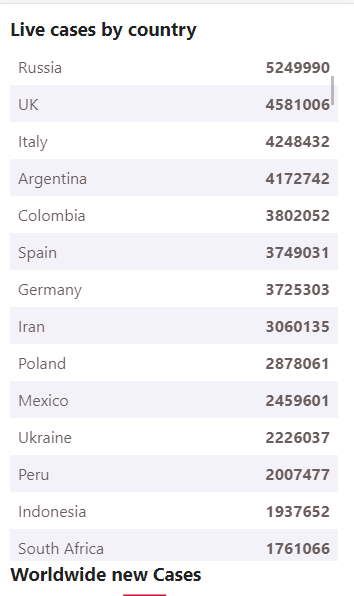 Live cases by country
Russia 5249990
UK 4581006
Italy 4248432
Argentina 4172742
Colombia 3802052
Spain 3749031
Germany 3725303
Iran 3060135
Poland 2878061
Mexico 2459601
Ukraine 2226037
Peru 2007477
Indonesia 1937652
South Africa 1761066
Worldwide new Cases